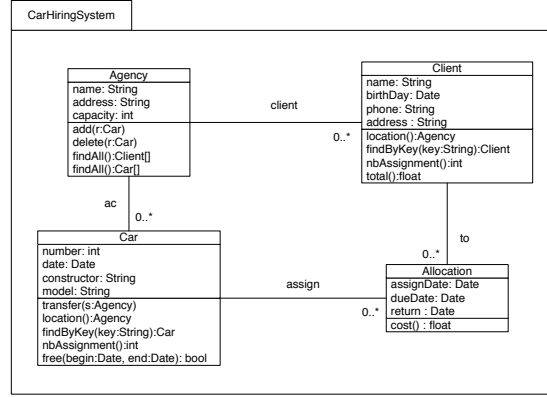 CarHiringSystem
Agency
name: String
address: String
capacity: int
add(r:Car)
delete(r:Car)
findAll():Client[]
findAll():Car[]
client
0..*
Client
name: String
birthDay: Date
phone: String
address : String
location():Agency
findByKey(key:String):Client
nbAssignment():int
total():float
ac
0..*
to
0..*
Car
number: int
date: Date
constructor: String
model: String
transfer(s:Agency)
location():Agency
findByKey(key:String):Car
nbAssignment():int
free(begin:Date, end:Date): bool
assign
0..*
Allocation
assignDate: Date
dueDate: Date
return : Date
cost() : float